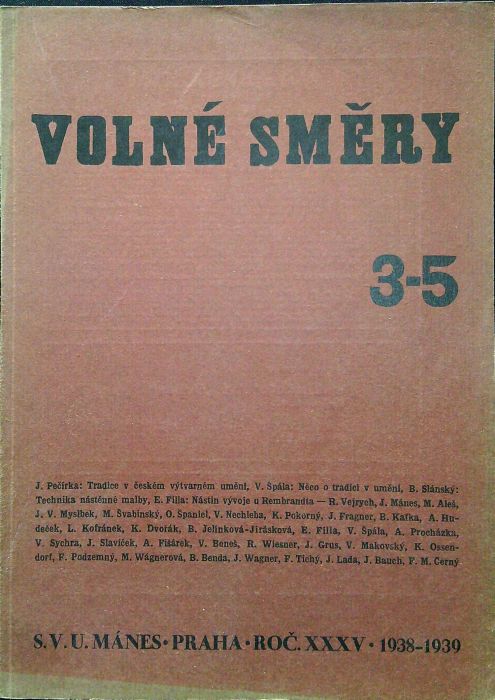 VOLNÉ SMĚRY
3-5
J. Pečírka: Tradice v českém výtvarném umění, V. Špála: Něco o tradici v umění, B. Slánský:
Technika nástěnné malby, E. Filla: Nástin vývoje u Rembrandta — R. Vejrych, J. Mánes, M. Aleš,
J. V. Myslbek, M. Švabinský, O. Španiel, V. Nechleba, K. Pokorný, J. Fragner, B. Kafka, A. Hu-
deček, L. Kofránek, K. Dvořák, B. Jelínková-Jirásková, E. Filla, V. Špála, A. Procházka,
V. Sychra, J. Slavíček, A. Fišárek, V. Beneš, R. Wiesner, J. Grus, V. Makovský, K. Ossen-
dorf, F. Podzemný, M. Wágnerová, B. Benda, J. Wagner, F. Tichý, J. Lada, J. Bauch, F. M. Černý
S. V. U. MÁNES • PRAHA • ROČ. XXXV • 1938-1939